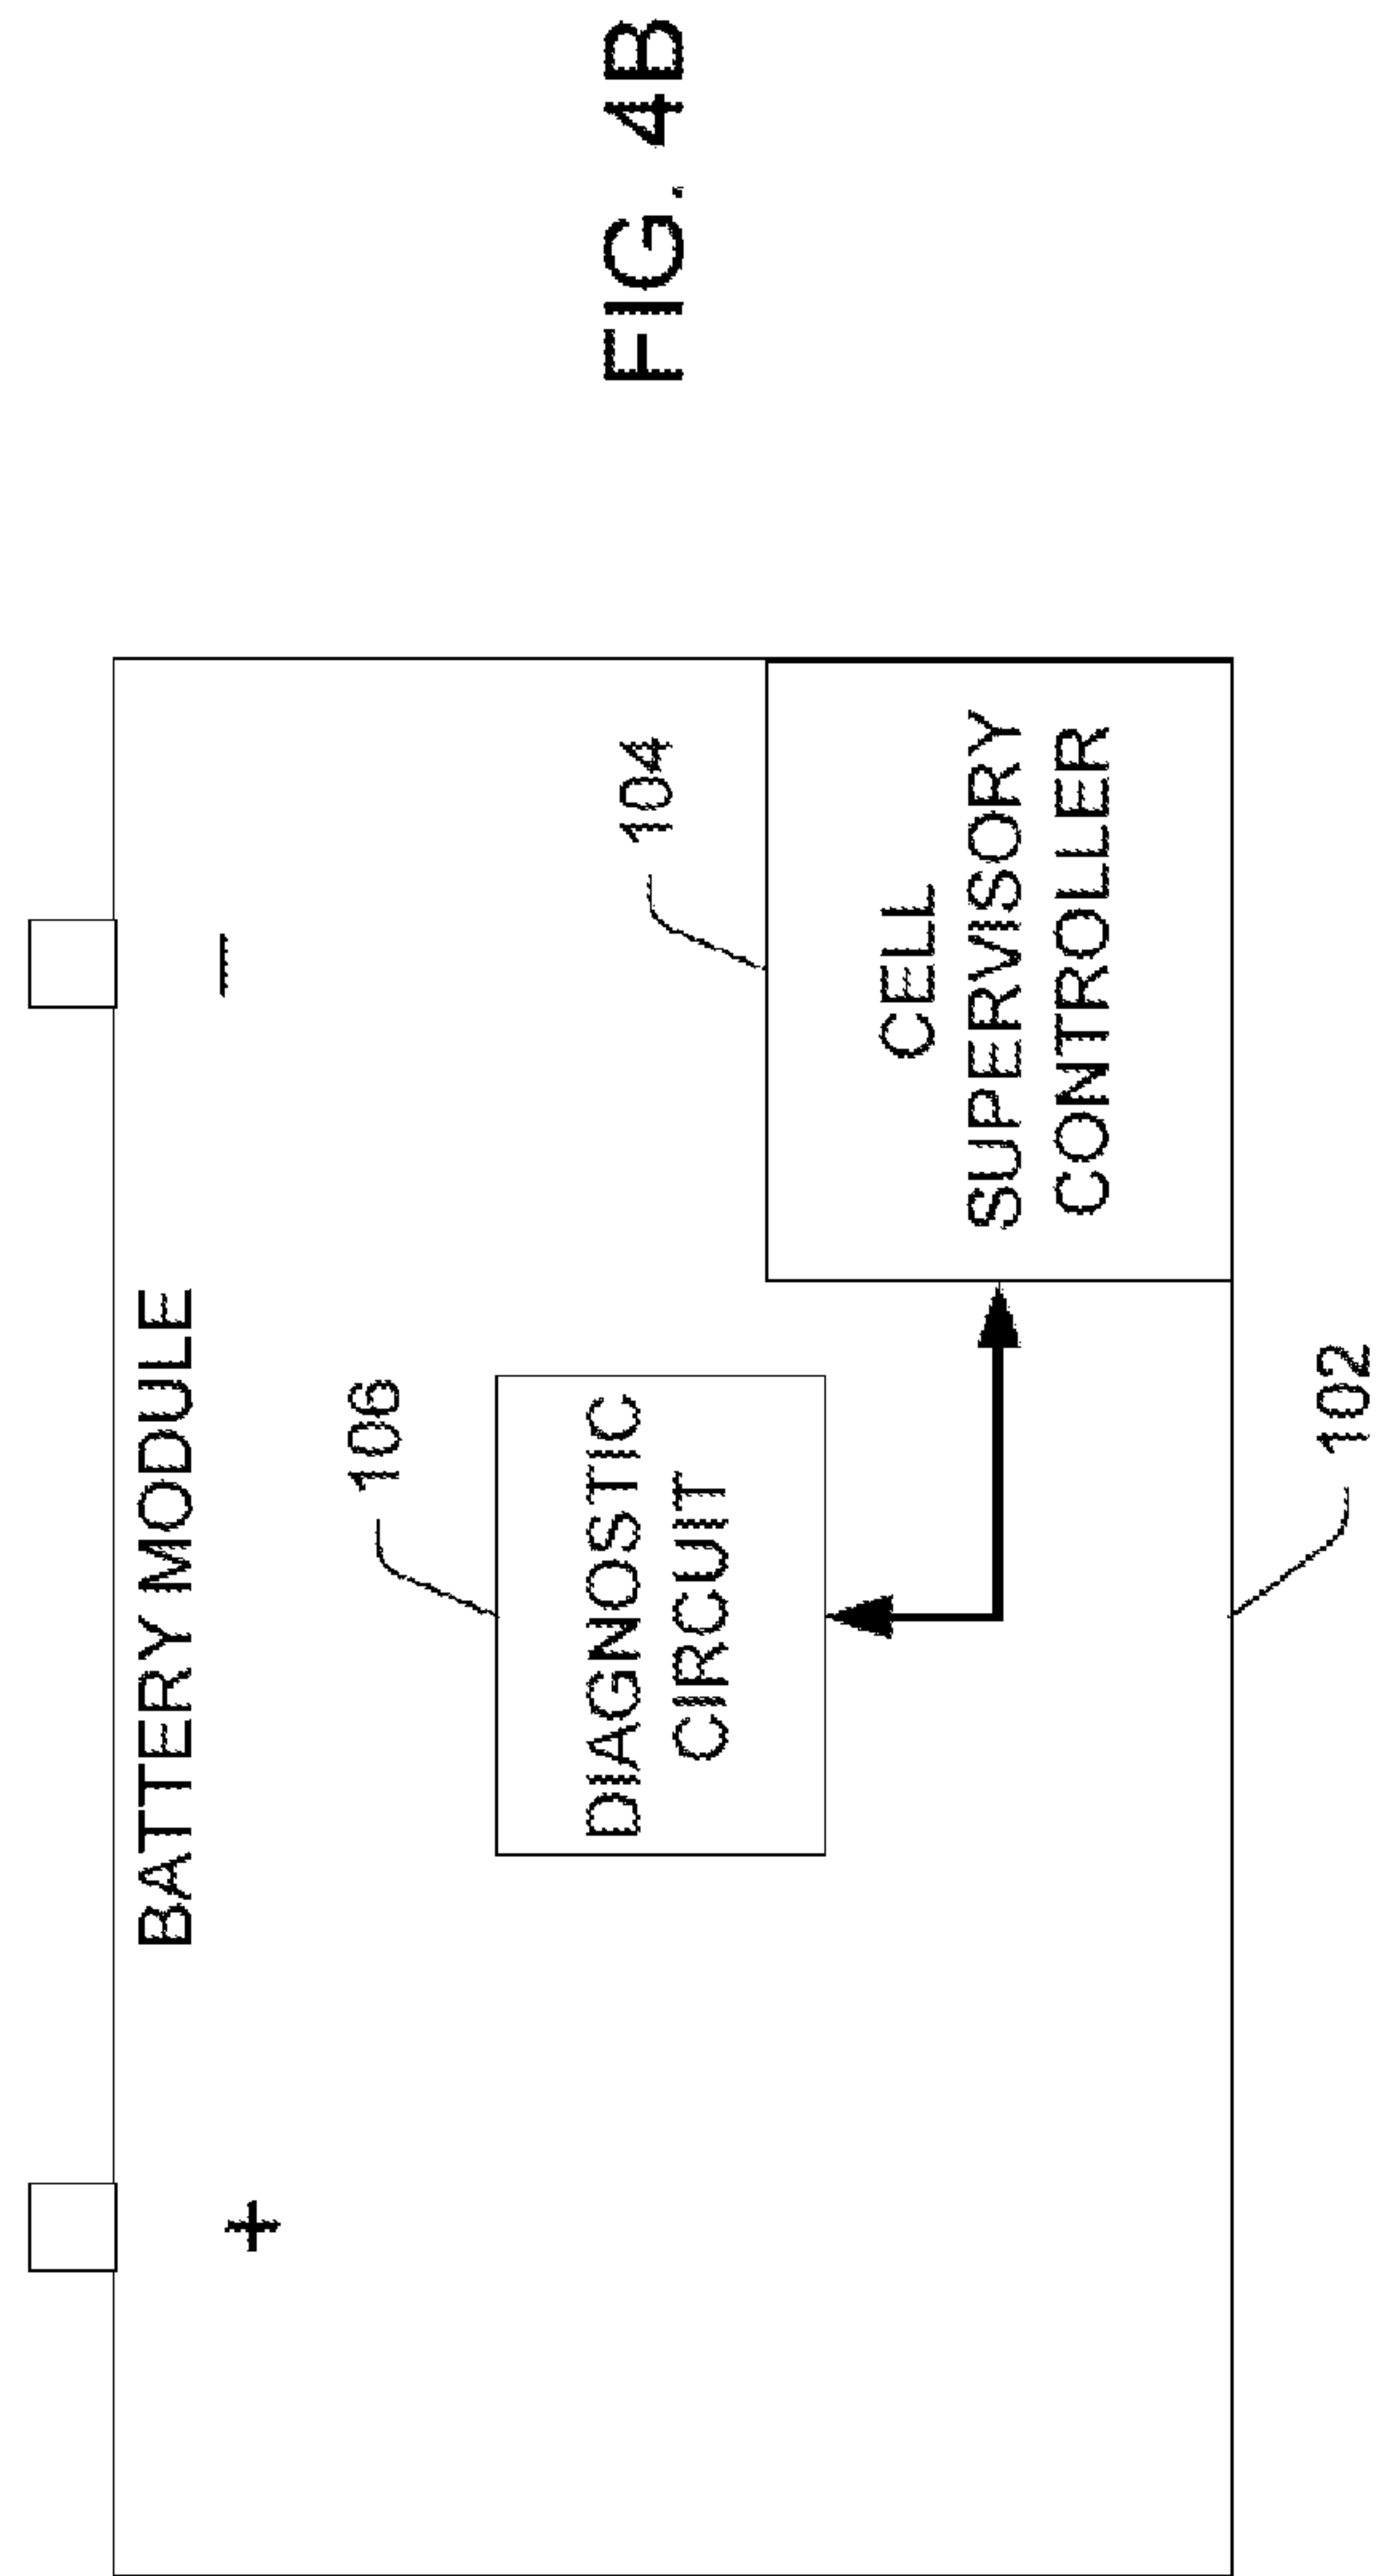 BATTERY MODULE
+
–
106
DIAGNOSTIC
CIRCUIT
104
CELL
SUPERVISORY
CONTROLLER
102
FIG. 4B